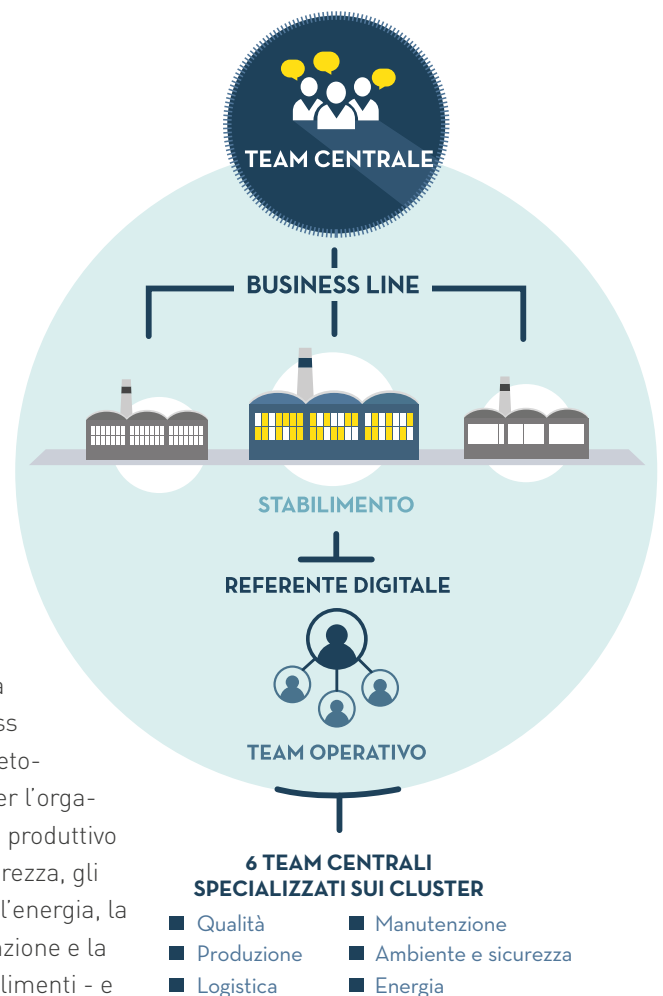 TEAM CENTRALE
BUSINESS LINE
STABILIMENTO
REFERENTE DIGITALE
TEAM OPERATIVO
6 TEAM CENTRALI
SPECIALIZZATI SUI CLUSTER
Qualità
Produzione
Logistica
Manutenzione
Ambiente e sicurezza
Energia
a
ss
eto-
er l’orga-
produttivo
rezza, gli
l’energia, la
azione e la
limenti - e